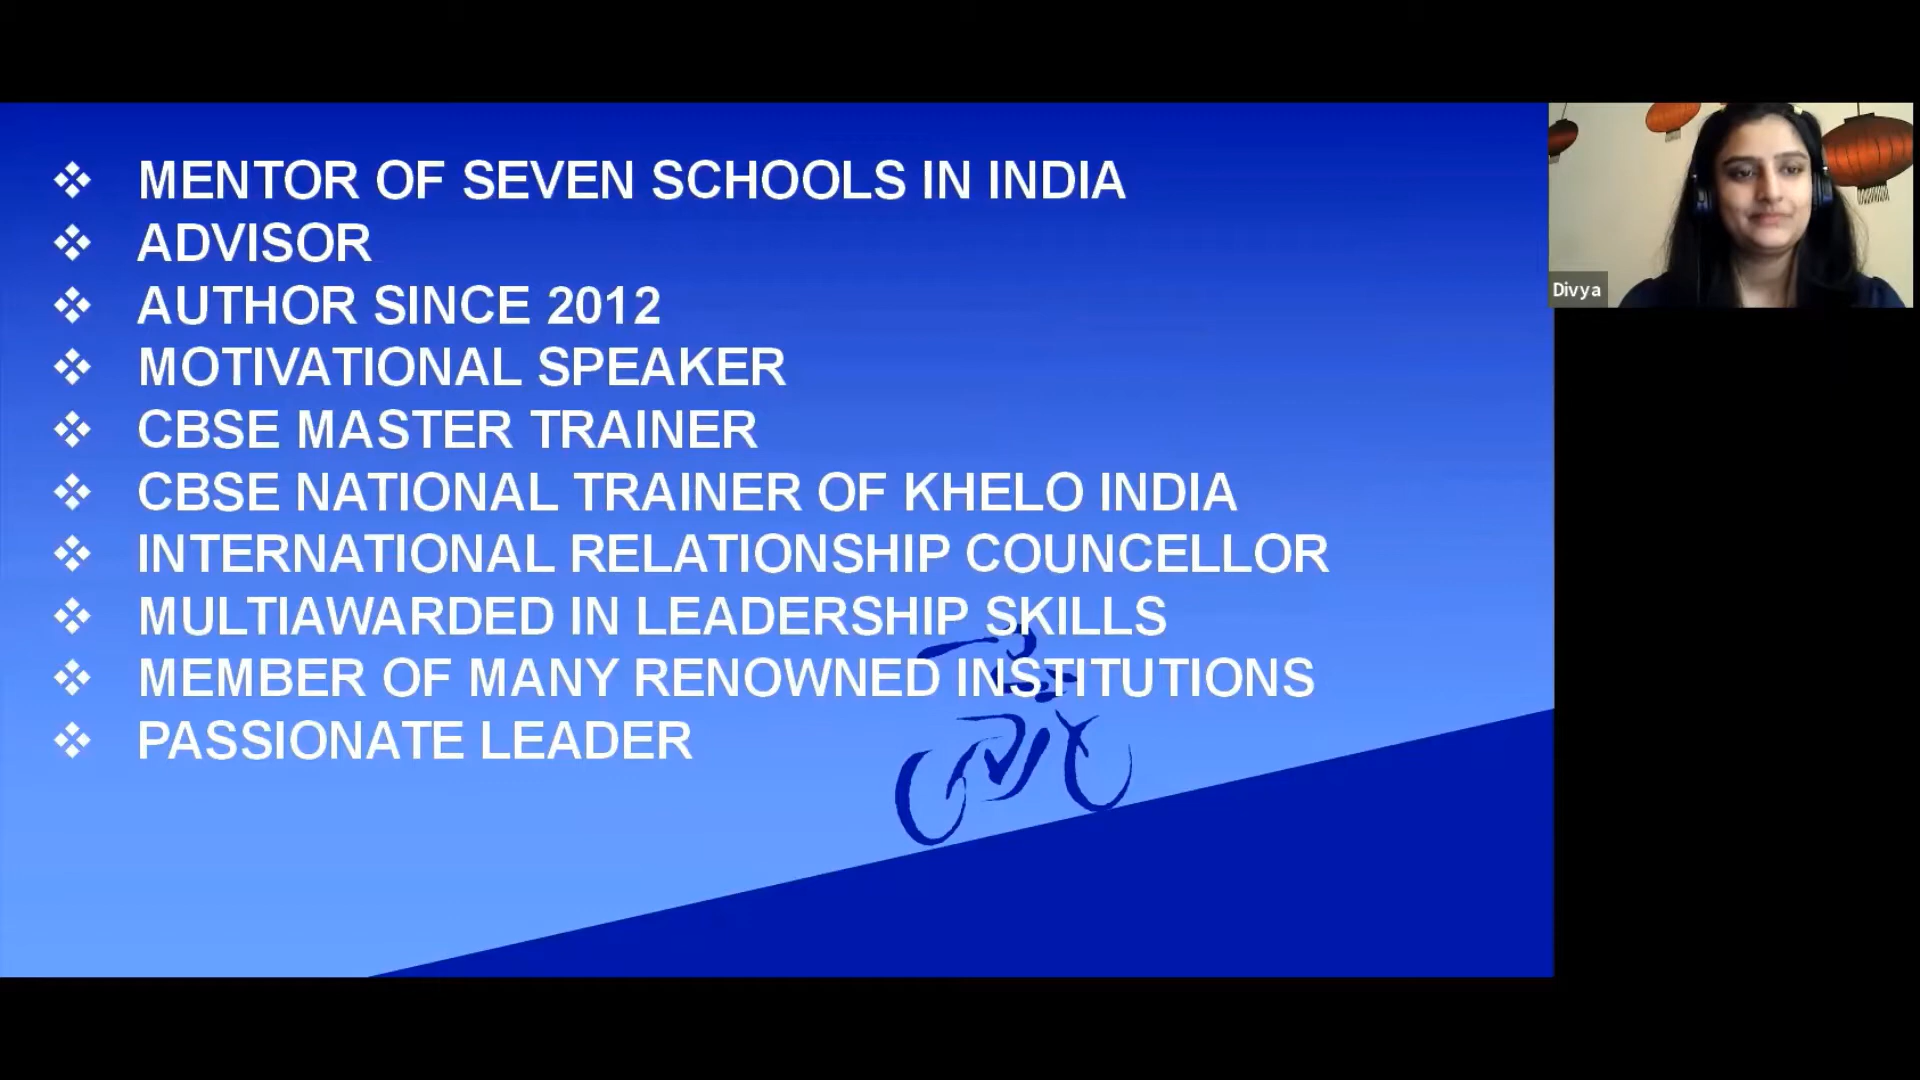 ❖ MENTOR OF SEVEN SCHOOLS IN INDIA
❖ ADVISOR
❖ AUTHOR SINCE 2012
❖ MOTIVATIONAL SPEAKER
❖ CBSE MASTER TRAINER
❖ CBSE NATIONAL TRAINER OF KHELO INDIA
❖ INTERNATIONAL RELATIONSHIP COUNCELLOR
❖ MULTIAWARDED IN LEADERSHIP SKILLS
❖ MEMBER OF MANY RENOWNED INSTITUTIONS
❖ PASSIONATE LEADER
Divya